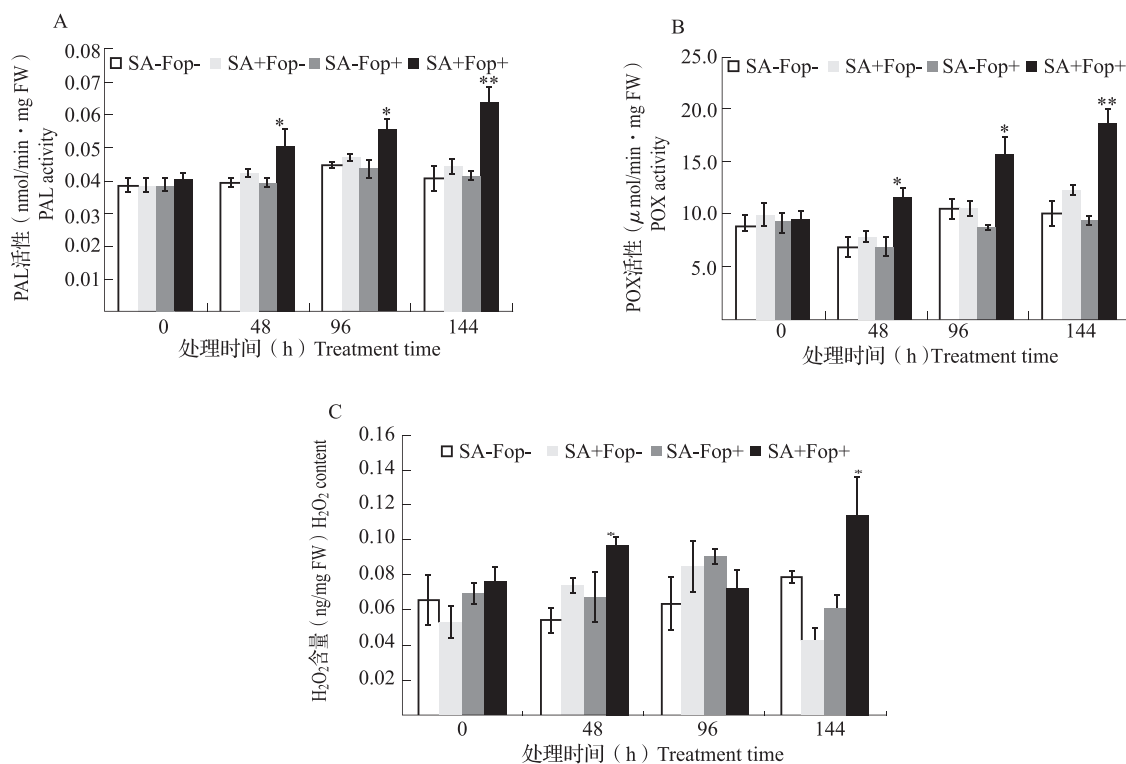 A
PAL活性（nmol/min·mg FW）
PAL activity
0.08
0.07
0.06
0.05
0.04
0.03
0.02
0.01
SA-Fop- SA+Fop- SA-Fop+ SA+Fop+
* * **
0 48 96 144
处理时间（h）Treatment time
B
POX活性（μmol/min·mg FW）
POX activity
25.0
20.0
15.0
10.0
5.0
SA-Fop- SA+Fop- SA-Fop+ SA+Fop+
* * **
0 48 96 144
处理时间（h)Treatment time
C
H₂O₂含量（ng/mg FW）H₂O₂ content
0.16
0.14
0.12
0.10
0.08
0.06
0.04
0.02
SA-Fop- SA+Fop- SA-Fop+ SA+Fop+
* *
0 48 96 144
处理时间（h）Treatment time